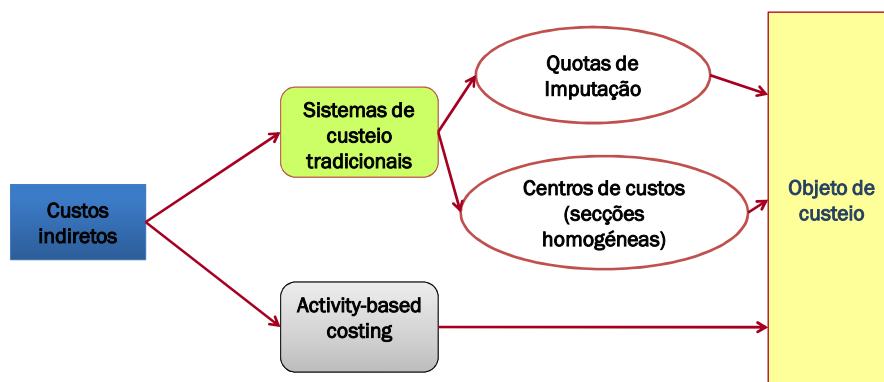 Custos
indiretos
Sistemas de
custeio
tradicionais
Activity-based
costing
Quotas de
Imputação
Centros de custos
(secções
homogéneas)
Objeto de
custeio